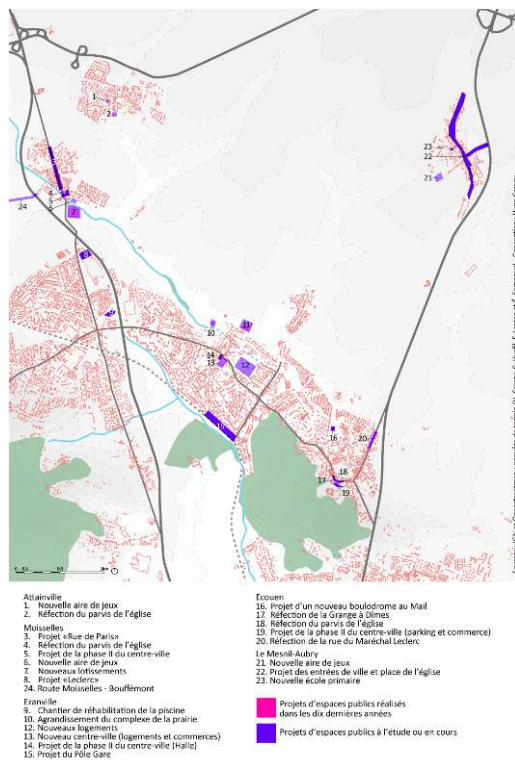 1
2
3
4
5
6
24
7
8
9
23
22
21
10
11
14
13
12
15
16
20
17
18
19
Attainville
1. Nouvelle aire de jeux
2. Réfection du parvis de l'église
Moisselles
3. Projet «Rue de Paris»
4. Réfection du parvis de l'église
5. Projet de la phase II du centre-ville
6. Nouvelle aire de jeux
7. Nouveaux lotissements
8. Projet «Leclerc»
24. Route Moisselles - Bouffémont
Ezanville
9. Chantier de réhabilitation de la piscine
10. Agrandissement du complexe de la prairie
12. Nouveaux logements
13. Nouveau centre-ville (logements et commerces)
14. Projet de la phase II du centre-ville (Halle)
15. Projet du Pôle Gare
Ecouen
16. Projet d'un nouveau boulodrome au Mail
17. Réfection de la Grange à Dîmes
18. Réfection du parvis de l'église
19. Projet de la phase II du centre-ville (parking et commerce)
20. Réfection de la rue du Maréchal Leclerc
Le Mesnil-Aubry
21. Nouvelle aire de jeux
22. Projet des entrées de ville et place de l'église
23. Nouvelle école primaire
Projets d'espaces publics réalisés
dans les dix dernières années
Projets d'espaces publics à l'étude ou en cours